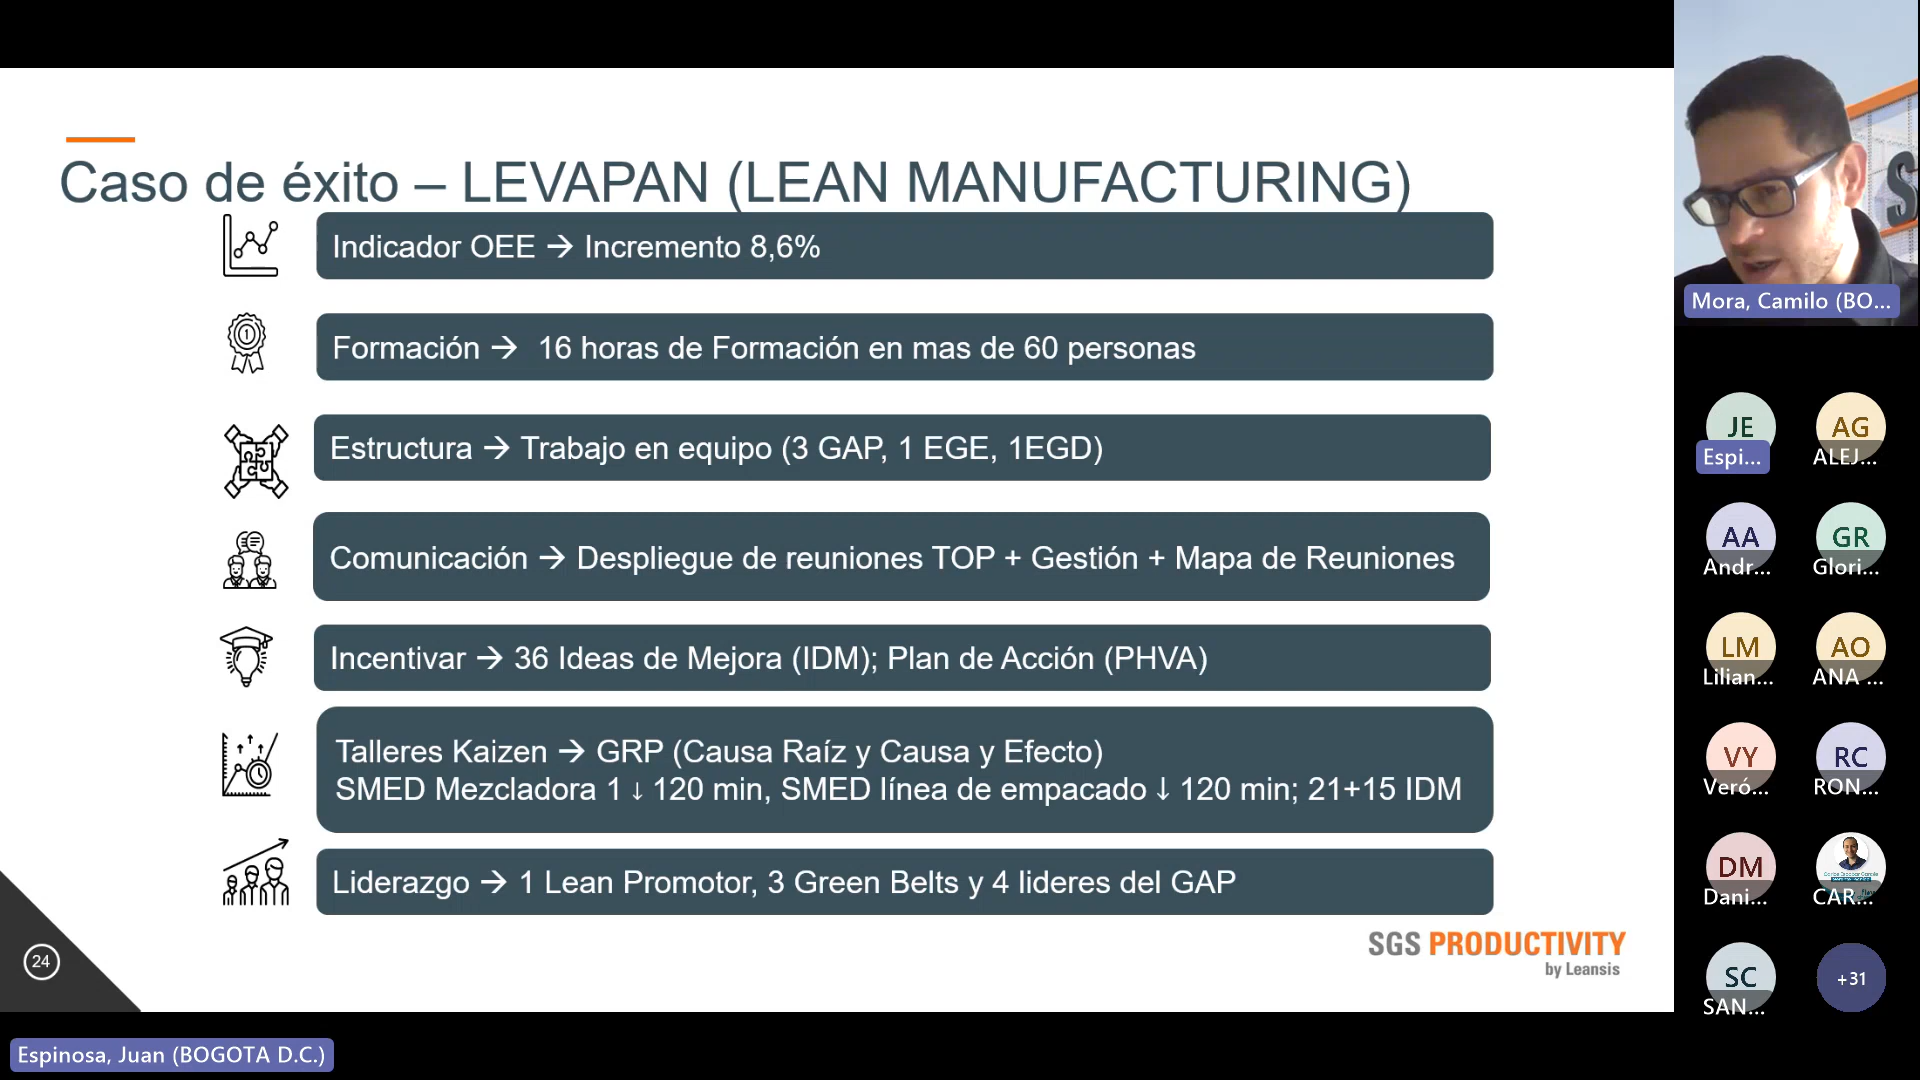 Caso de éxito – LEVAPAN (LEAN MANUFACTURING)
Indicador OEE → Incremento 8,6%
1
Formación → 16 horas de Formación en mas de 60 personas
Estructura → Trabajo en equipo (3 GAP, 1 EGE, 1EGD)
Comunicación → Despliegue de reuniones TOP + Gestión + Mapa de Reuniones
Incentivar → 36 Ideas de Mejora (IDM); Plan de Acción (PHVA)
Talleres Kaizen → GRP (Causa Raíz y Causa y Efecto)
SMED Mezcladora 1 ↓ 120 min, SMED línea de empacado ↓ 120 min; 21+15 IDM
Liderazgo → 1 Lean Promotor, 3 Green Belts y 4 lideres del GAP
24
SGS PRODUCTIVITY
by Leansis
Espinosa, Juan (BOGOTA D.C.)
S
Mora, Camilo (BO...
JE
Espi...
AG
ALEJ...
AA
Andr...
GR
Glori...
LM
Lilian...
AO
ANA ...
VY
Veró...
RC
RON...
DM
Dani...
CAR...
SC
SAN...
+31